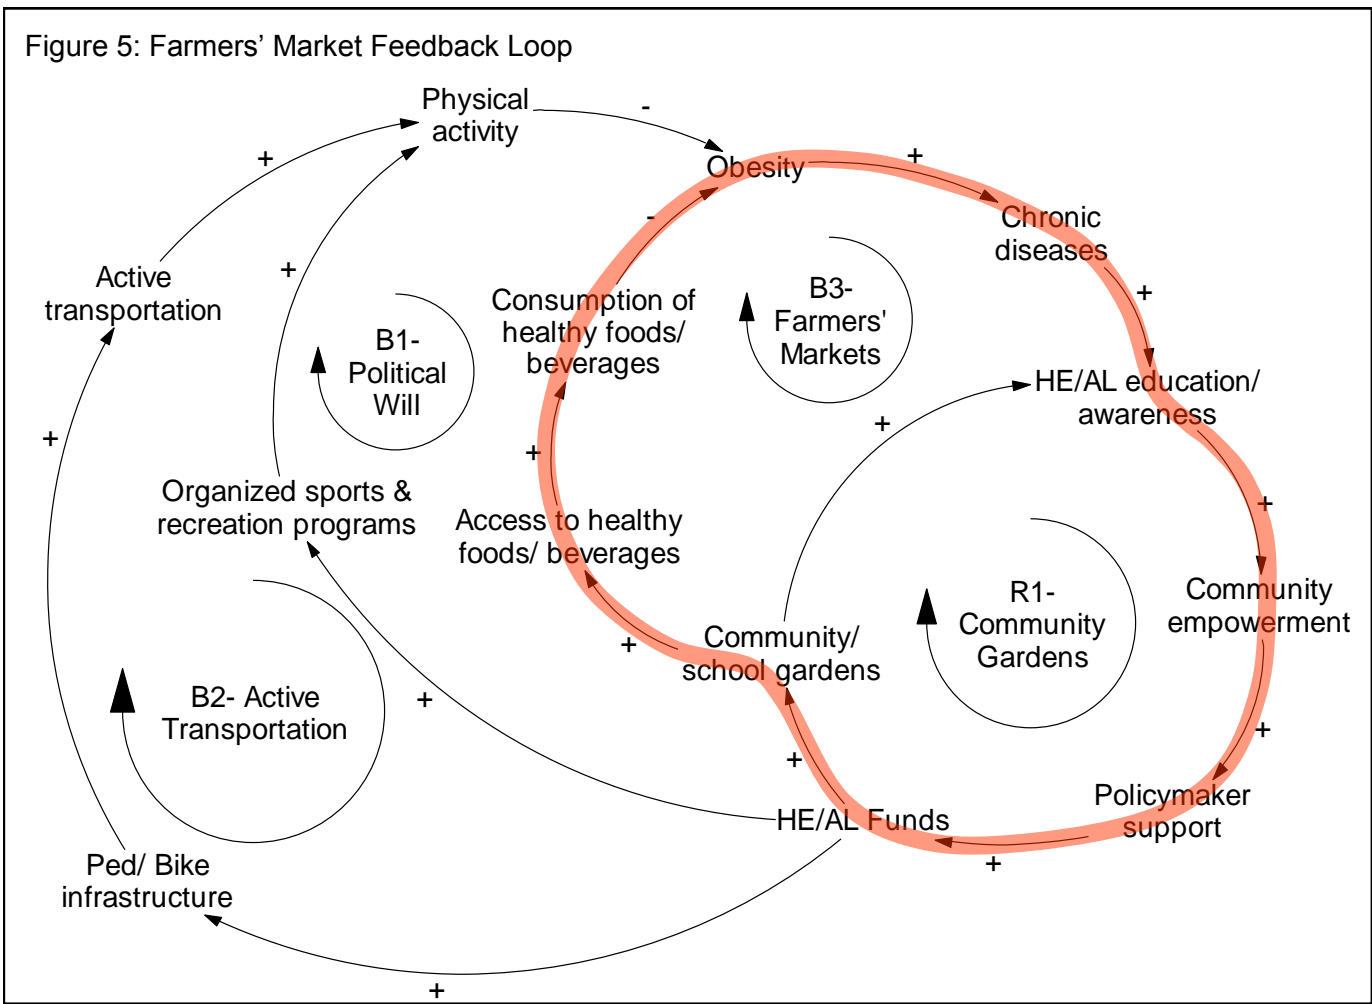 Figure 5: Farmers' Market Feedback Loop
Physical
activity
-
Obesity
+
Chronic
diseases
+
+
-
+
Active
transportation
+
B1-
Political
Will
Consumption of
healthy foods/
beverages
B3-
Farmers'
Markets
HE/AL education/
awareness
+
+
+
+
Organized sports &
recreation programs
Access to healthy
foods/ beverages
Community
empowerment
R1-
Community
Gardens
Community/
school gardens
+
B2- Active
Transportation
+
+
+
Policymaker
support
HE/AL Funds
+
Ped/ Bike
infrastructure
+